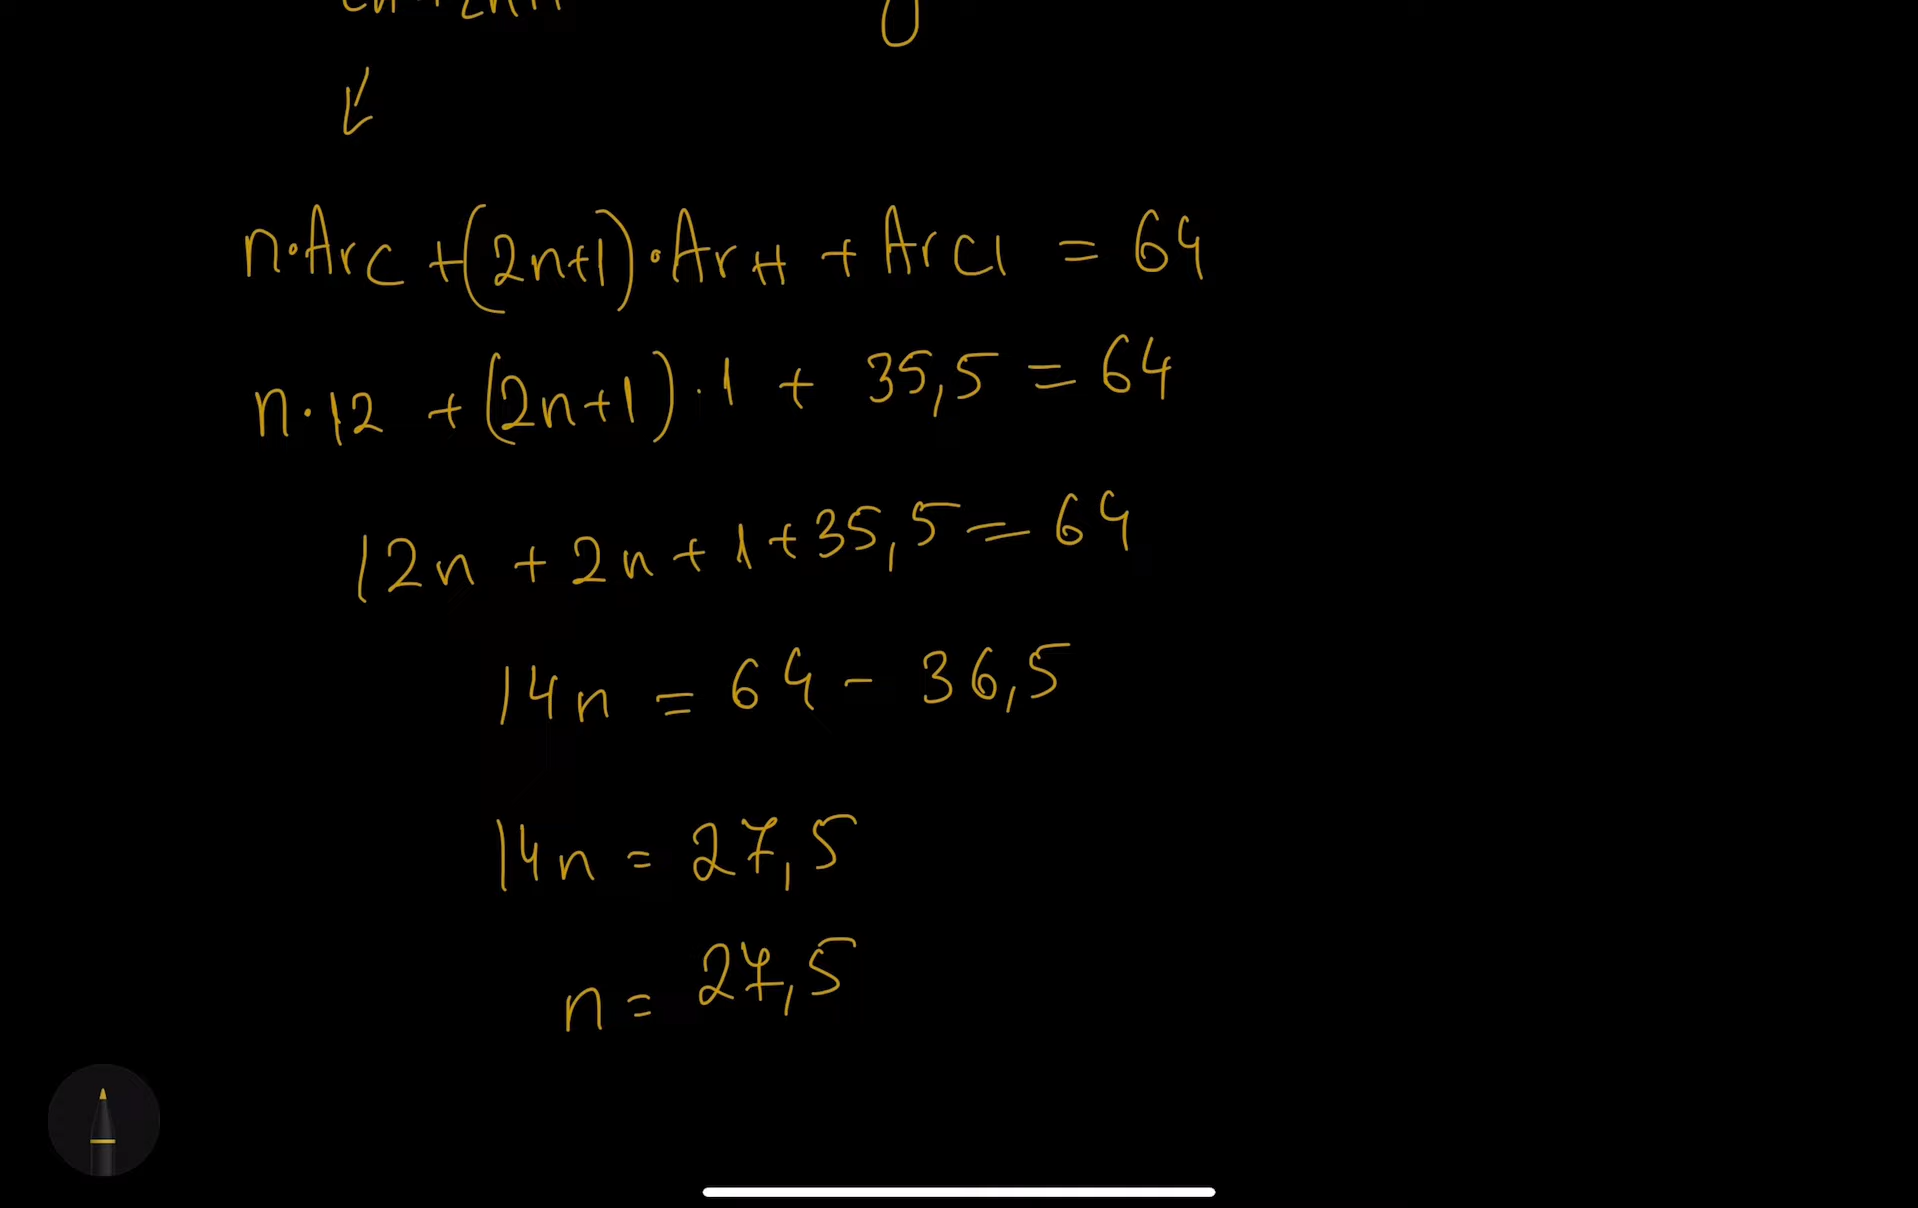 n·ArC + (2n+1)·ArH + ArCl = 64
n·12 + (2n+1)·1 + 35,5 = 64
12n + 2n + 1 + 35,5 = 64
14n = 64 - 36,5
14n = 27,5
n = 27,5